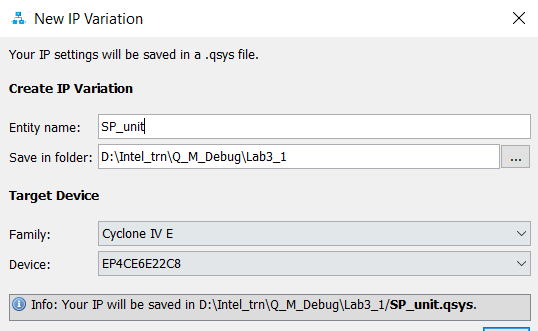 New IP Variation
Your IP settings will be saved in a .qsys file.
Create IP Variation
Entity name: SP_unit
Save in folder: D:\Intel_trn\Q_M_Debug\Lab3_1 ...
Target Device
Family: Cyclone IV E
Device: EP4CE6E22C8
Info: Your IP will be saved in D:\Intel_trn\Q_M_Debug\Lab3_1/SP_unit.qsys.